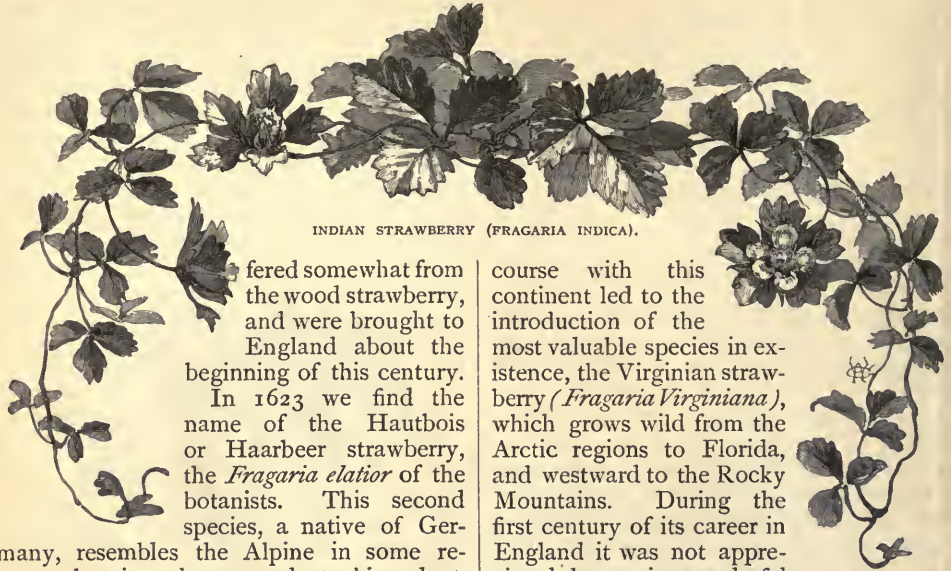 INDIAN STRAWBERRY (FRAGARIA INDICA).
fered somewhat from
the wood strawberry,
and were brought to
England about the
beginning of this century.
In 1623 we find the
name of the Hautbois
or Haarbeer strawberry,
the Fragaria elatior of the
botanists. This second
species, a native of Ger-
many, resembles the Alpine in some re-
course with this
continent led to the
introduction of the
most valuable species in ex-
istence, the Virginian straw-
berry (Fragaria Virginiana),
which grows wild from the
Arctic regions to Florida,
and westward to the Rocky
Mountains. During the
first century of its career in
England it was not appre-